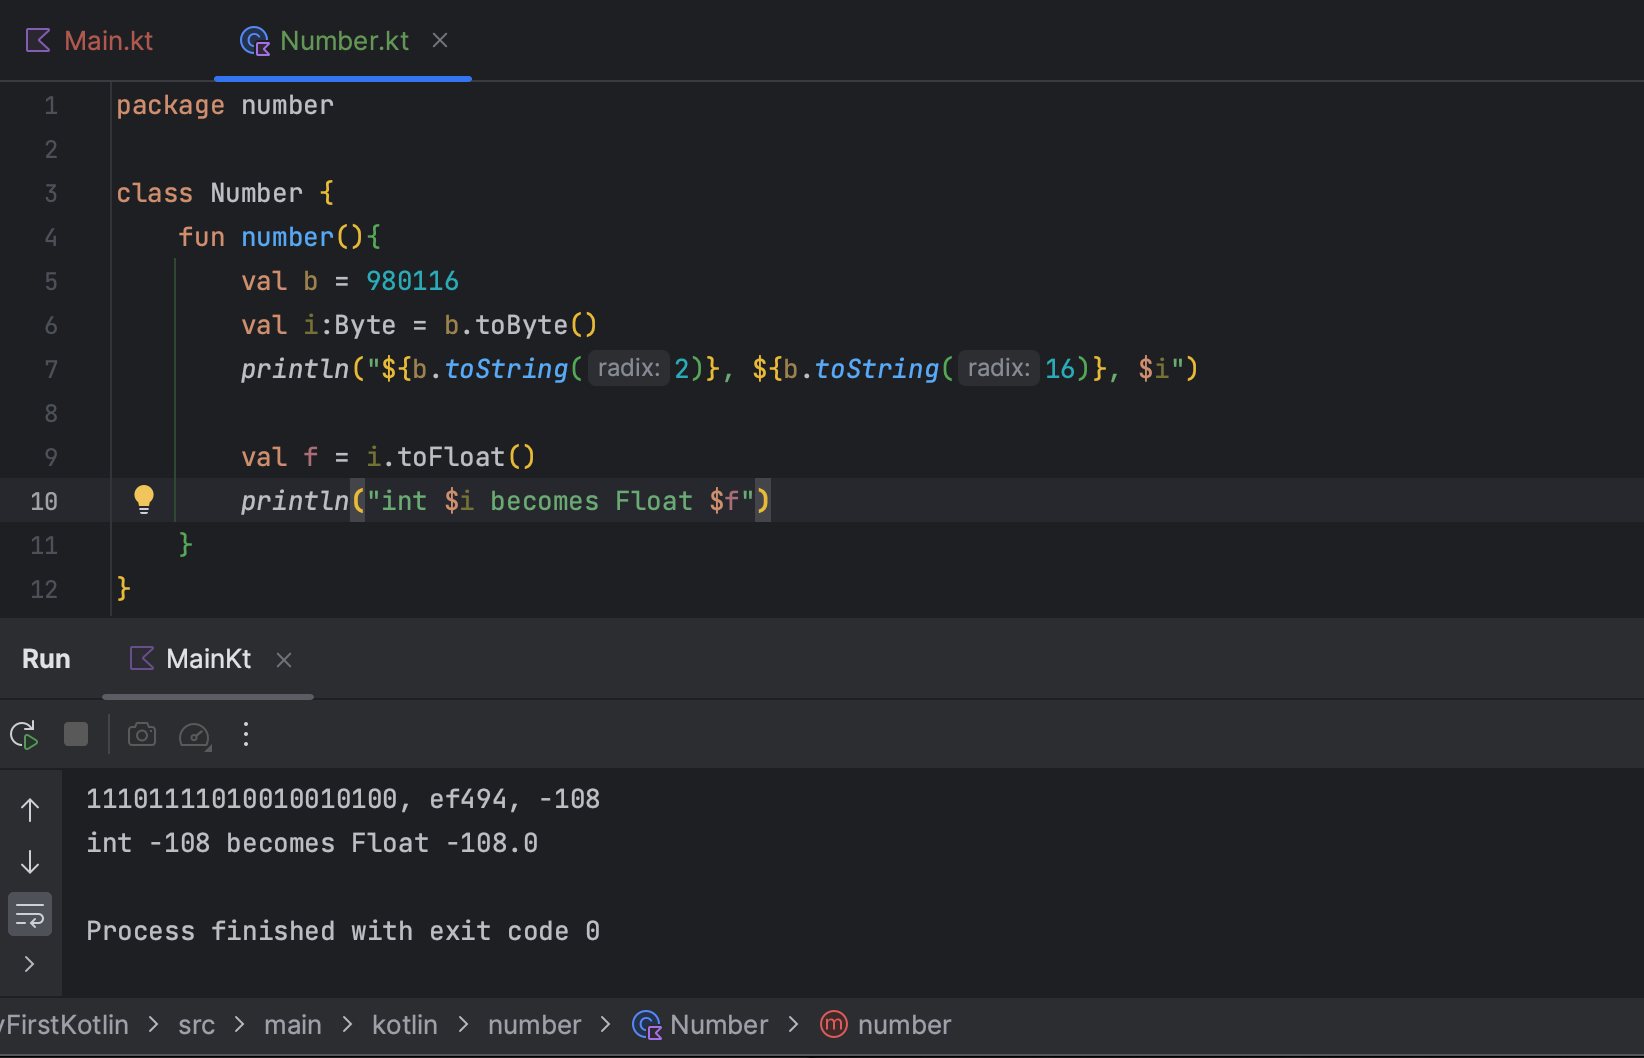 Main.kt Number.kt
1 package number
2
3 class Number {
4 fun number(){
5 val b = 980116
6 val i:Byte = b.toByte()
7 println("${b.toString( radix: 2)}, ${b.toString( radix: 16)}, $i")
8
9 val f = i.toFloat()
10 println("int $i becomes Float $f")
11 }
12 }
Run MainKt
11101111010010010100, ef494, -108
int -108 becomes Float -108.0
Process finished with exit code 0
yFirstKotlin > src > main > kotlin > number > Number > m number